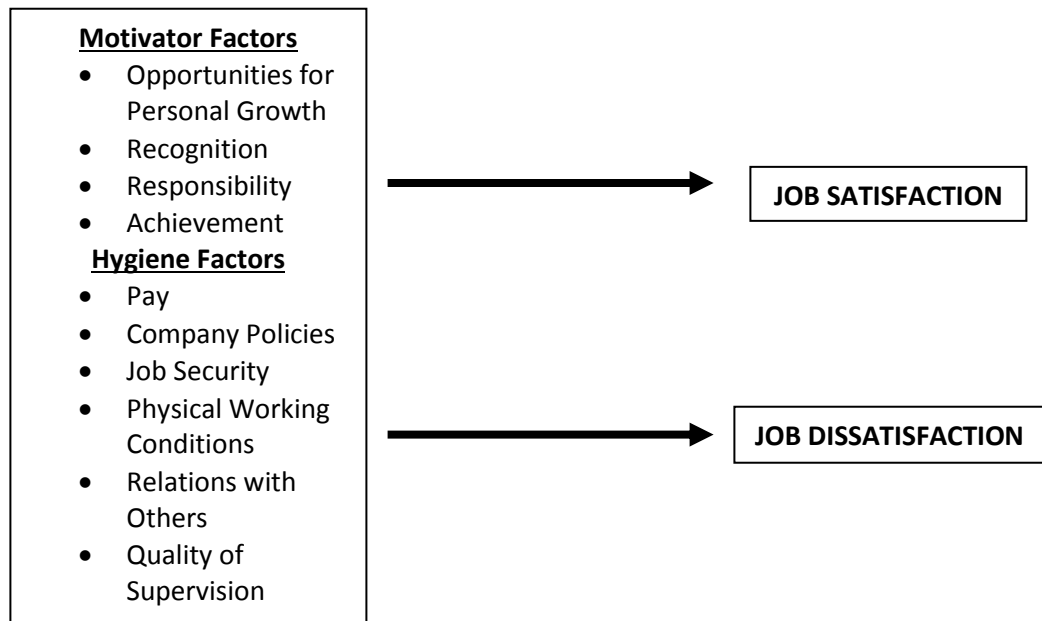 Motivator Factors
• Opportunities for
Personal Growth
• Recognition
• Responsibility
• Achievement
Hygiene Factors
• Pay
• Company Policies
• Job Security
• Physical Working
Conditions
• Relations with
Others
• Quality of
Supervision
JOB SATISFACTION
JOB DISSATISFACTION